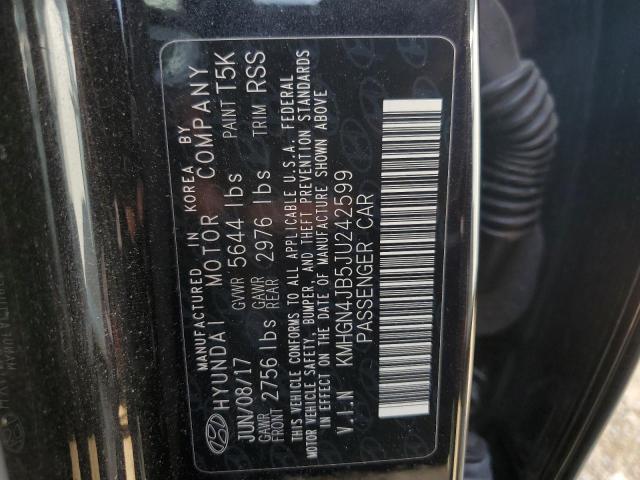 MANUFACTURED IN KOREA BY
HYUNDAI MOTOR COMPANY
JUN/08/17 GVWR 5644 lbs PAINT T5K
GAWR FRONT 2756 lbs GAWR REAR 2976 lbs TRIM RSS
THIS VEHICLE CONFORMS TO ALL APPLICABLE U.S.A. FEDERAL
MOTOR VEHICLE SAFETY, BUMPER, AND THEFT PREVENTION STANDARDS
IN EFFECT ON THE DATE OF MANUFACTURE SHOWN ABOVE
V.I.N KMHGN4JB5JU242599
PASSENGER CAR